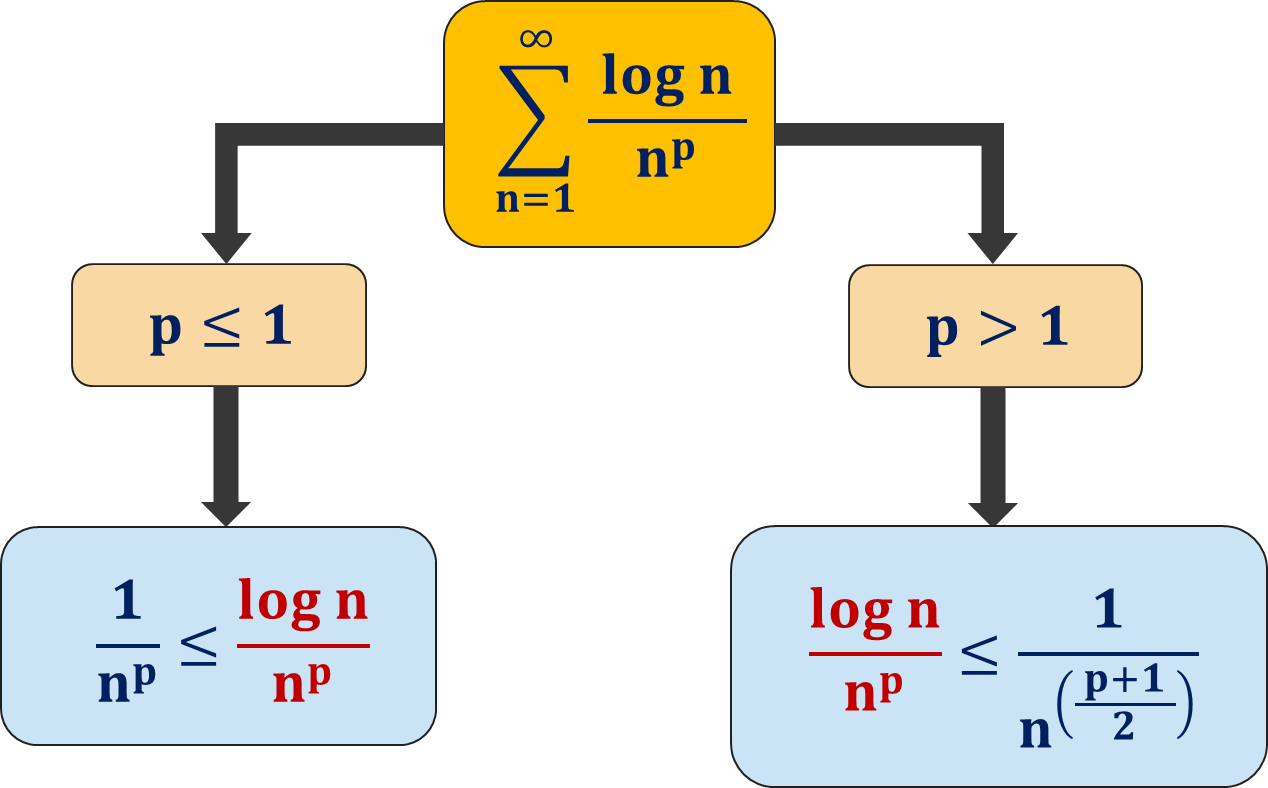 ∑_{n=1}^{∞} log n / n^p
p ≤ 1
p > 1
1 / n^p ≤ log n / n^p
log n / n^p ≤ 1 / n^((p+1)/2)